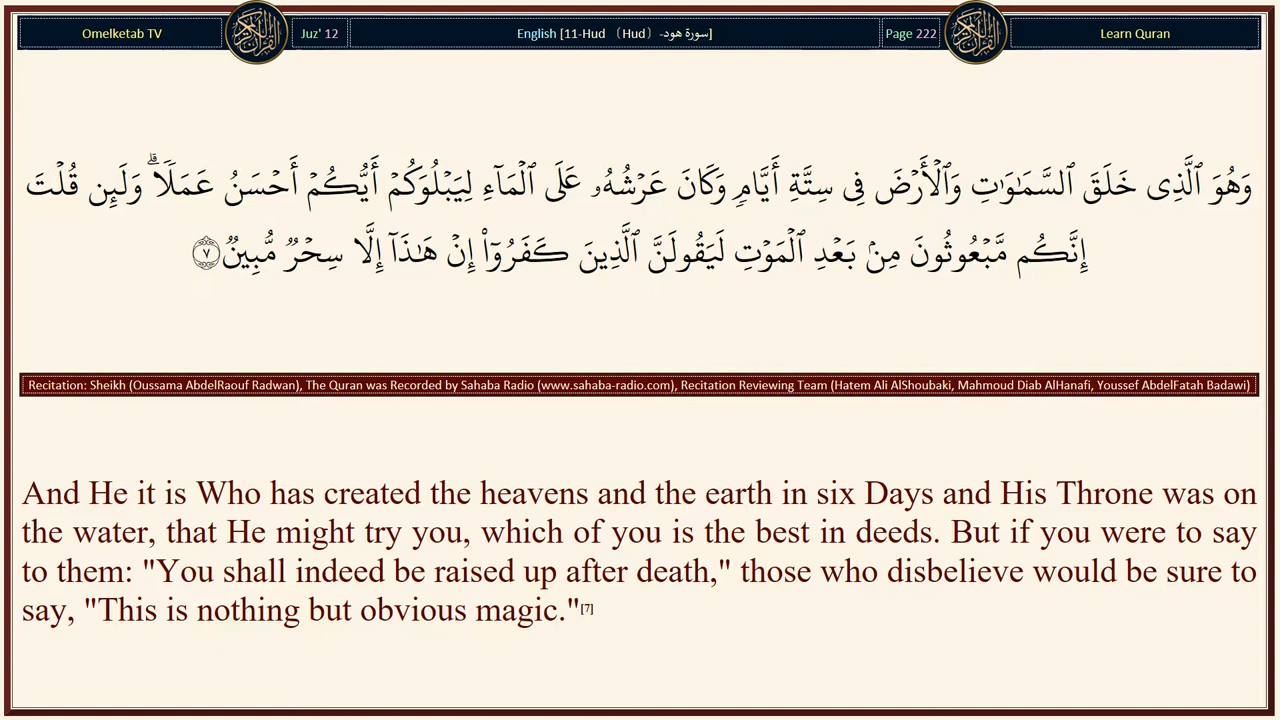 Omelketab TV
Juz' 12
English [11-Hud (Hud) -سورة هود]
Page 222
Learn Quran
وَهُوَ ٱلَّذِى خَلَقَ ٱلسَّمَٰوَٰتِ وَٱلْأَرْضَ فِى سِتَّةِ أَيَّامٍۢ وَكَانَ عَرْشُهُۥ عَلَى ٱلْمَآءِ لِيَبْلُوَكُمْ أَيُّكُمْ أَحْسَنُ عَمَلًۭا ۗ وَلَئِن قُلْتَ
إِنَّكُم مَّبْعُوثُونَ مِنۢ بَعْدِ ٱلْمَوْتِ لَيَقُولَنَّ ٱلَّذِينَ كَفَرُوٓا۟ إِنْ هَٰذَآ إِلَّا سِحْرٌۭ مُّبِينٌۭ ٧
Recitation: Sheikh (Oussama AbdelRaouf Radwan), The Quran was Recorded by Sahaba Radio (www.sahaba-radio.com), Recitation Reviewing Team (Hatem Ali AlShoubaki, Mahmoud Diab AlHanafi, Youssef AbdelFatah Badawi)
And He it is Who has created the heavens and the earth in six Days and His Throne was on
the water, that He might try you, which of you is the best in deeds. But if you were to say
to them: "You shall indeed be raised up after death," those who disbelieve would be sure to
say, "This is nothing but obvious magic."[7]